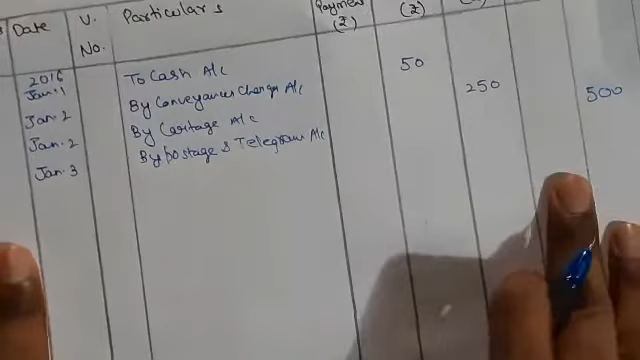 Date V. No. Particulars Payment (₹) (₹)
2016
Jan.1 To Cash A/c
Jan.2 By Conveyances Charges A/c 50
Jan.2 By Cartage A/c 250
Jan.3 By Postage & Telegram A/c 500